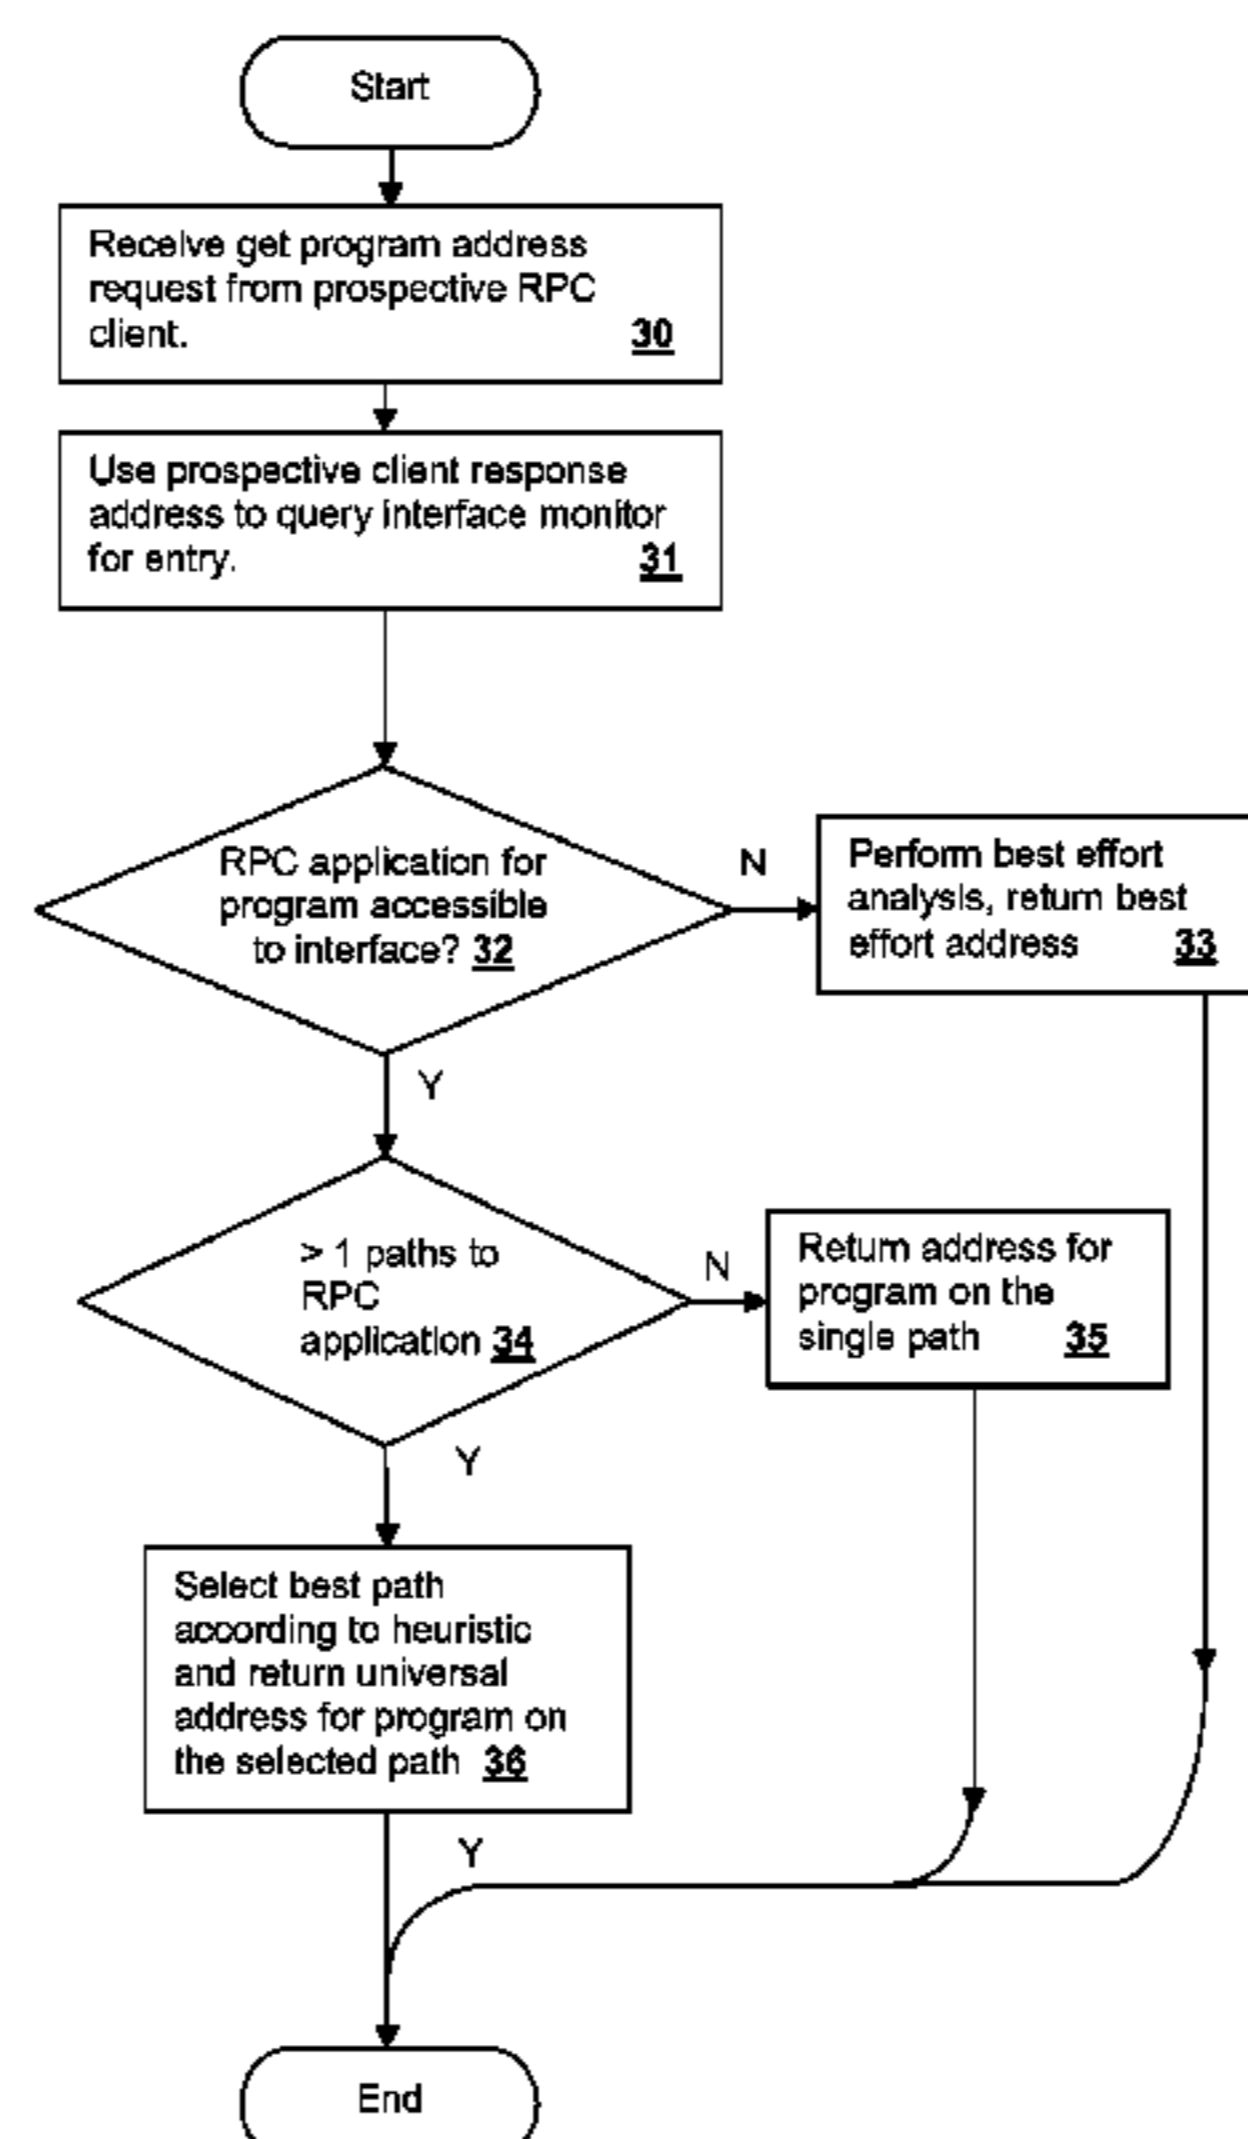 Start
Receive get program address
request from prospective RPC
client. 30
Use prospective client response
address to query interface monitor
for entry. 31
RPC application for
program accessible
to interface? 32
N
Perform best effort
analysis, return best
effort address 33
Y
> 1 paths to
RPC
application 34
N
Return address for
program on the
single path 35
Y
Select best path
according to heuristic
and return universal
address for program on
the selected path 36
Y
End